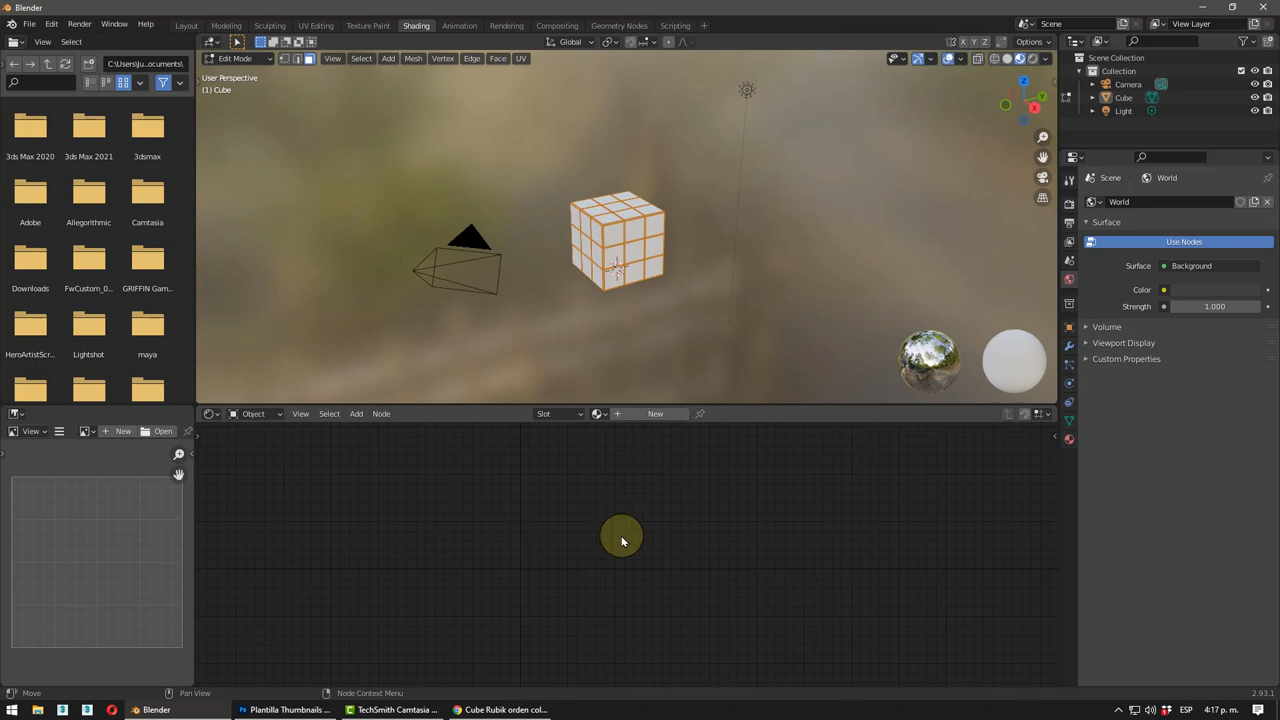 Blender
File Edit Render Window Help Layout Modeling Sculpting UV Editing Texture Paint Shading Animation Rendering Compositing Geometry Nodes Scripting + Scene View Layer
View Select Global Options
C:\Users\Ju..ocuments\ Edit Mode View Select Add Mesh Vertex Edge Face UV X Y Z
User Perspective
(1) Cube
Scene Collection
Collection
Camera
Cube
Light
Z
Y
X
3ds Max 2020 3ds Max 2021 3dsmax
Adobe Allegorithmic Camtasia
Downloads FwCustom_0... GRIFFIN Gam...
HeroArtistScr... Lightshot maya
Scene World
World
Surface
Use Nodes
Surface Background
Color
Strength 1.000
Volume
Viewport Display
Custom Properties
Object View Select Add Node Slot + New
View + New Open
Move Pan View Node Context Menu 2.93.1
Blender Plantilla Thumbnails ... TechSmith Camtasia ... Cube Rubik orden col... ESP 4:17 p. m.